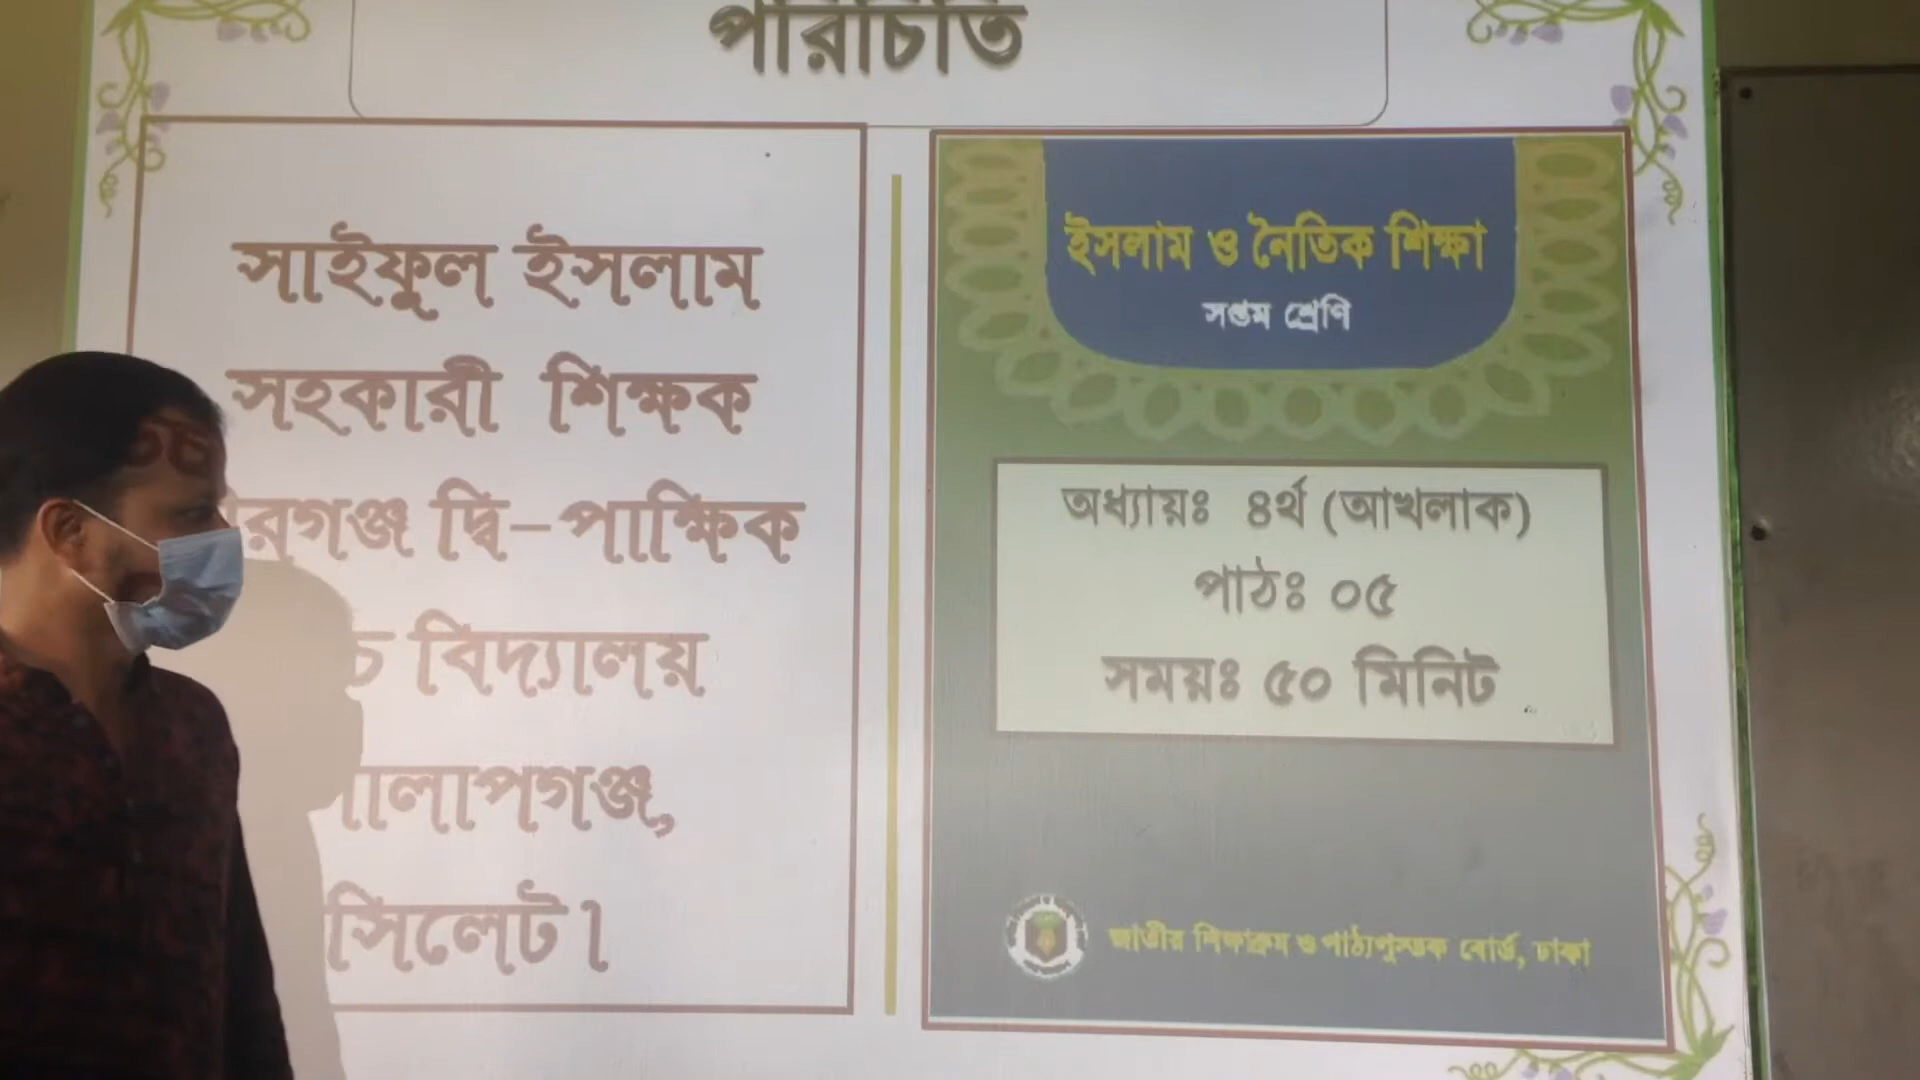 পরিচিতি
সাইফুল ইসলাম
সহকারী শিক্ষক
দ্বি-পাক্ষিক
বিদ্যালয়
সিলেট।
ইসলাম ও নৈতিক শিক্ষা
সপ্তম শ্রেণি
অধ্যায়ঃ ৪র্থ (আখলাক)
পাঠঃ ০৫
সময়ঃ ৫০ মিনিট
জাতীয় শিক্ষাক্রম ও পাঠ্যপুস্তক বোর্ড, ঢাকা